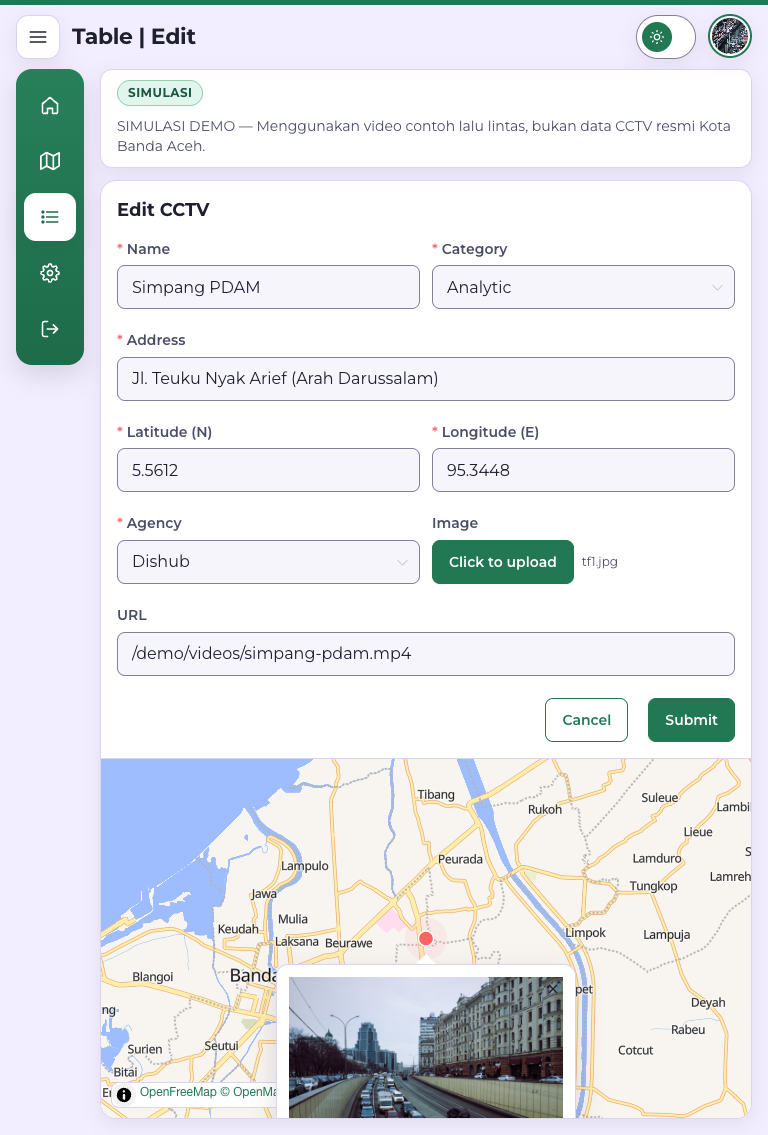 Table | Edit
SIMULASI
SIMULASI DEMO — Menggunakan video contoh lalu lintas, bukan data CCTV resmi Kota
Banda Aceh.
Edit CCTV
* Name
* Category
Simpang PDAM
Analytic
* Address
Jl. Teuku Nyak Arief (Arah Darussalam)
* Latitude (N)
* Longitude (E)
5.5612
95.3448
* Agency
Image
Dishub
Click to upload
tf1.jpg
URL
/demo/videos/simpang-pdam.mp4
Cancel
Submit
Tibang
Rukoh
Suleue
Lambi
Lieue
Peurada
Lamduro
Lampulo
Lamreh
Tungkop
Jawa
Mulia
Keudah
Laksana
Beurawe
Limpok
Lampuja
Blangoi
Banda
pet
Deyah
ng-
Rabeu
Surien
Seutui
Cotcut
Bitai
OpenFreeMap © OpenMa